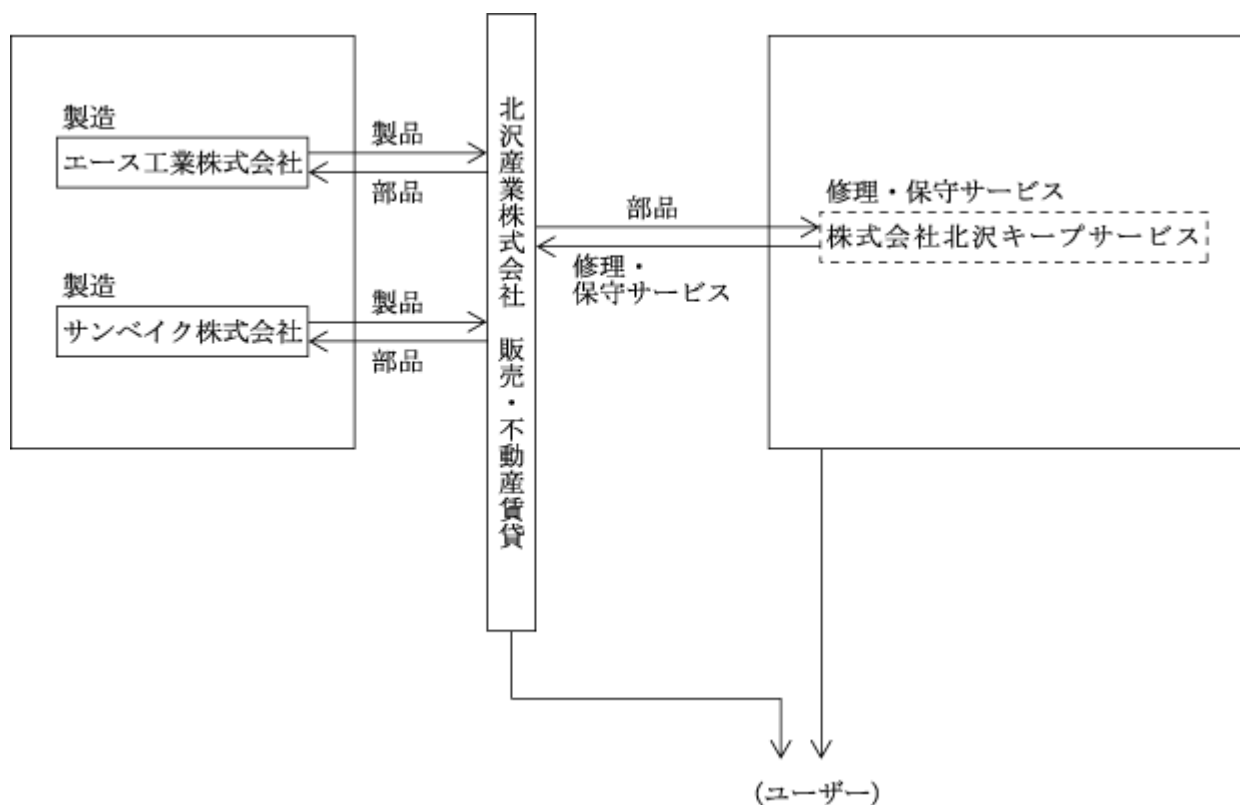 製造
エース工業株式会社
製品
部品
製造
サンベイク株式会社
製品
部品
北沢産業株式会社 販売・不動産賃貸
部品
修理・
保守サービス
修理・保守サービス
株式会社北沢キープサービス
(ユーザー)